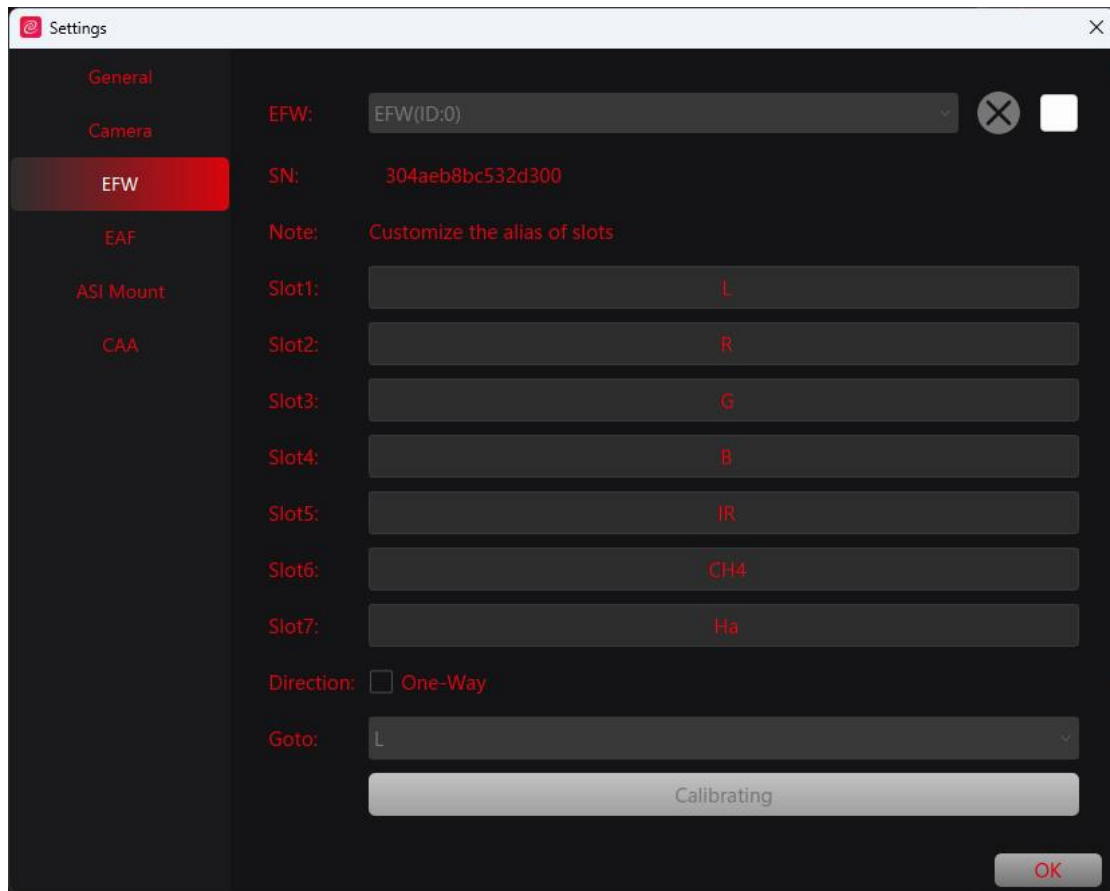 Settings
General
Camera
EFW
EAF
ASI Mount
CAA
EFW: EFW(ID:0)
SN: 304aeb8bc532d300
Note: Customize the alias of slots
Slot1: L
Slot2: R
Slot3: G
Slot4: B
Slot5: IR
Slot6: CH4
Slot7: Ha
Direction: One-Way
Goto: L
Calibrating
OK